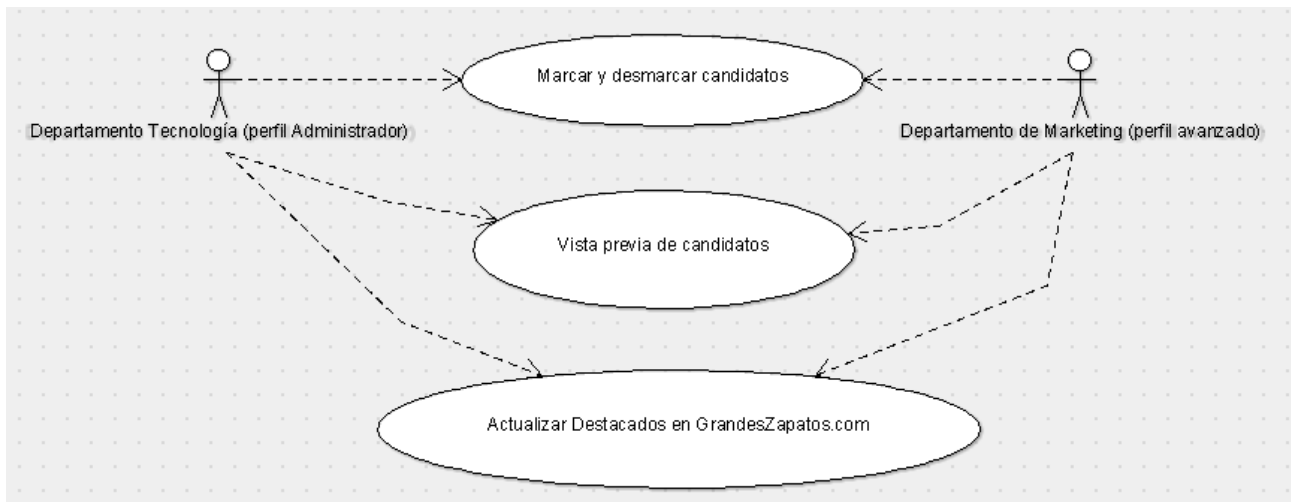 Marcar y desmarcar candidatos
Departamento Tecnología (perfil Administrador)
Departamento de Marketing (perfil avanzado)
Vista previa de candidatos
Actualizar Destacados en GrandesZapatos.com